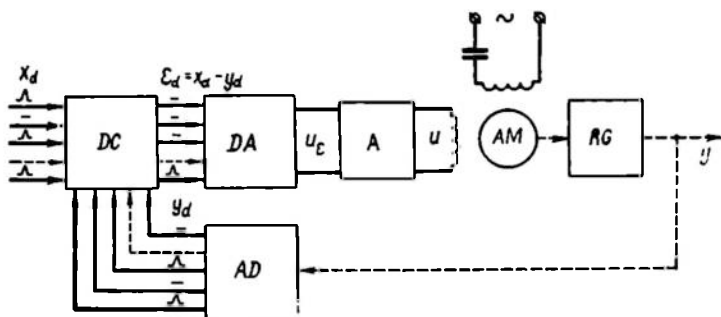 ~
x_d
ε_d = x_d − y_d
DC
DA
u_ε
A
u
AM
RG
y
y_d
AD